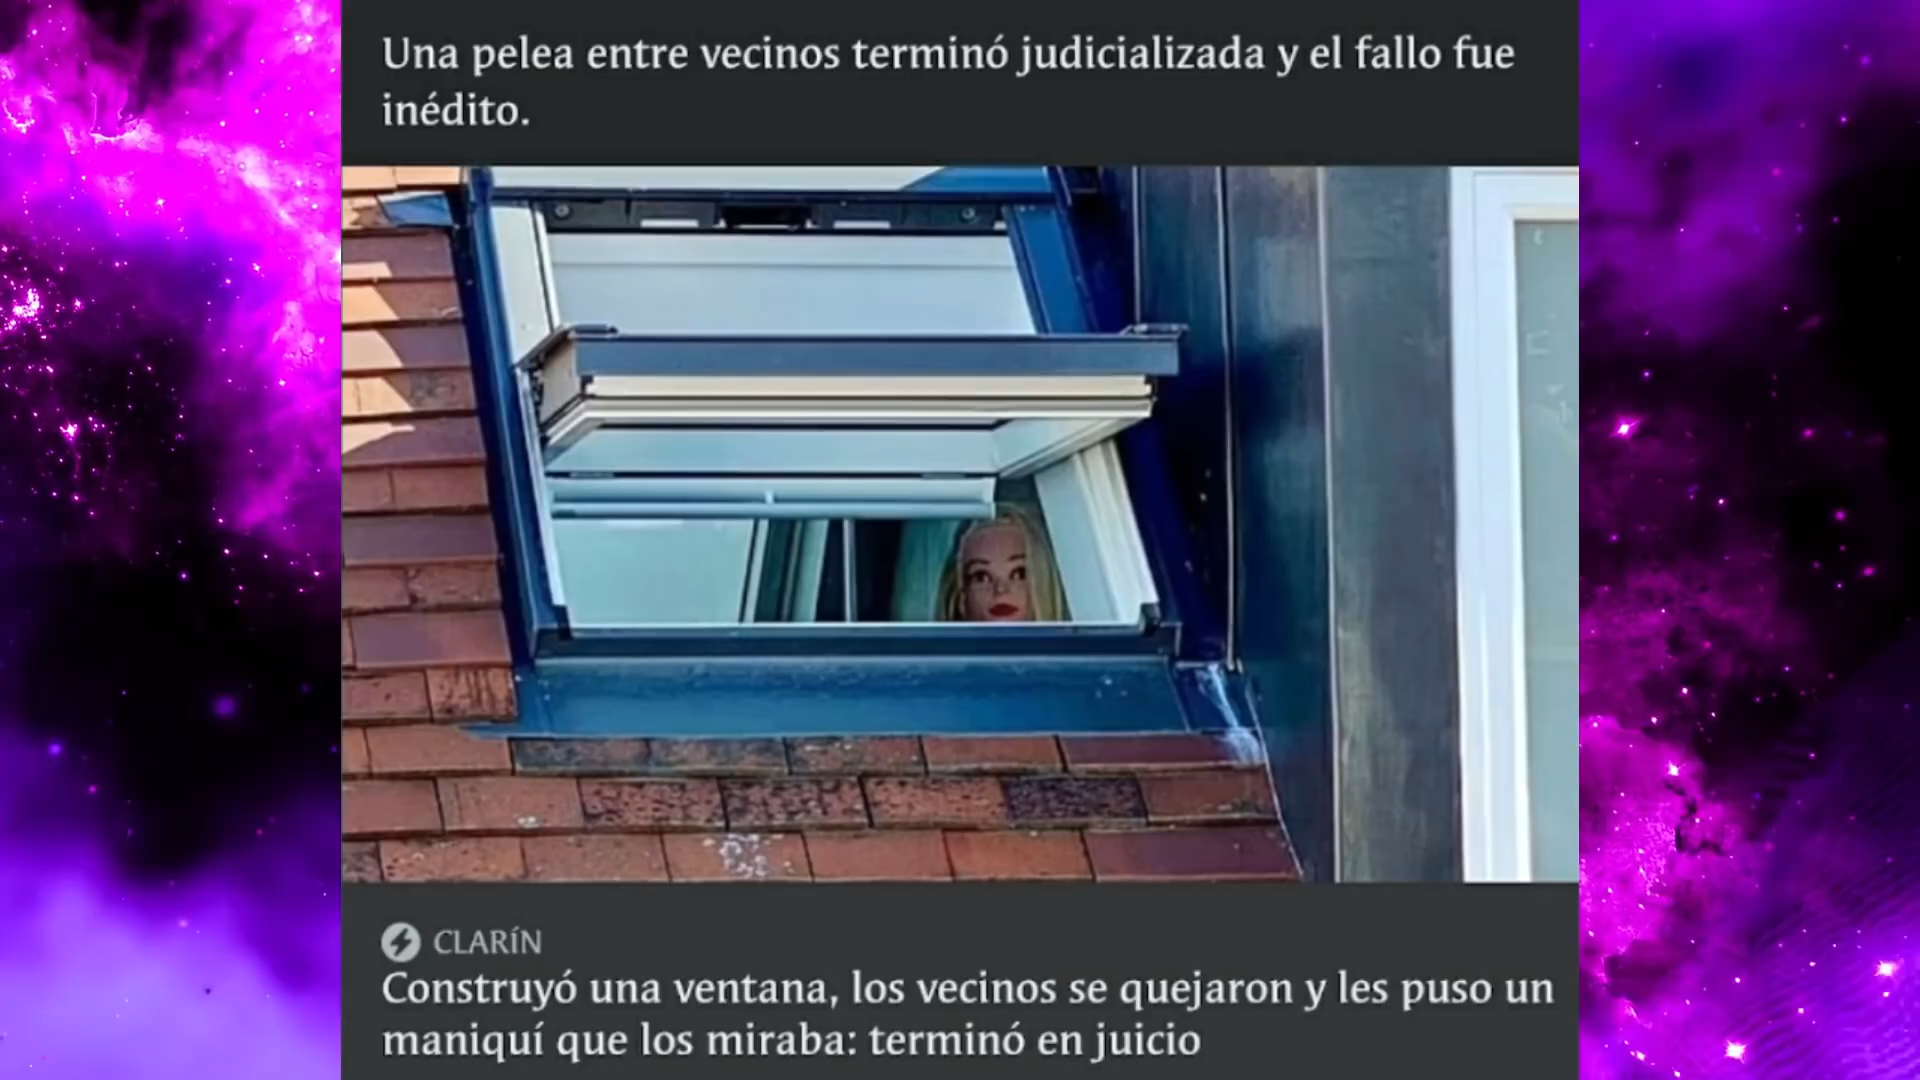 Una pelea entre vecinos terminó judicializada y el fallo fue
inédito.
CLARÍN
Construyó una ventana, los vecinos se quejaron y les puso un
maniquí que los miraba: terminó en juicio